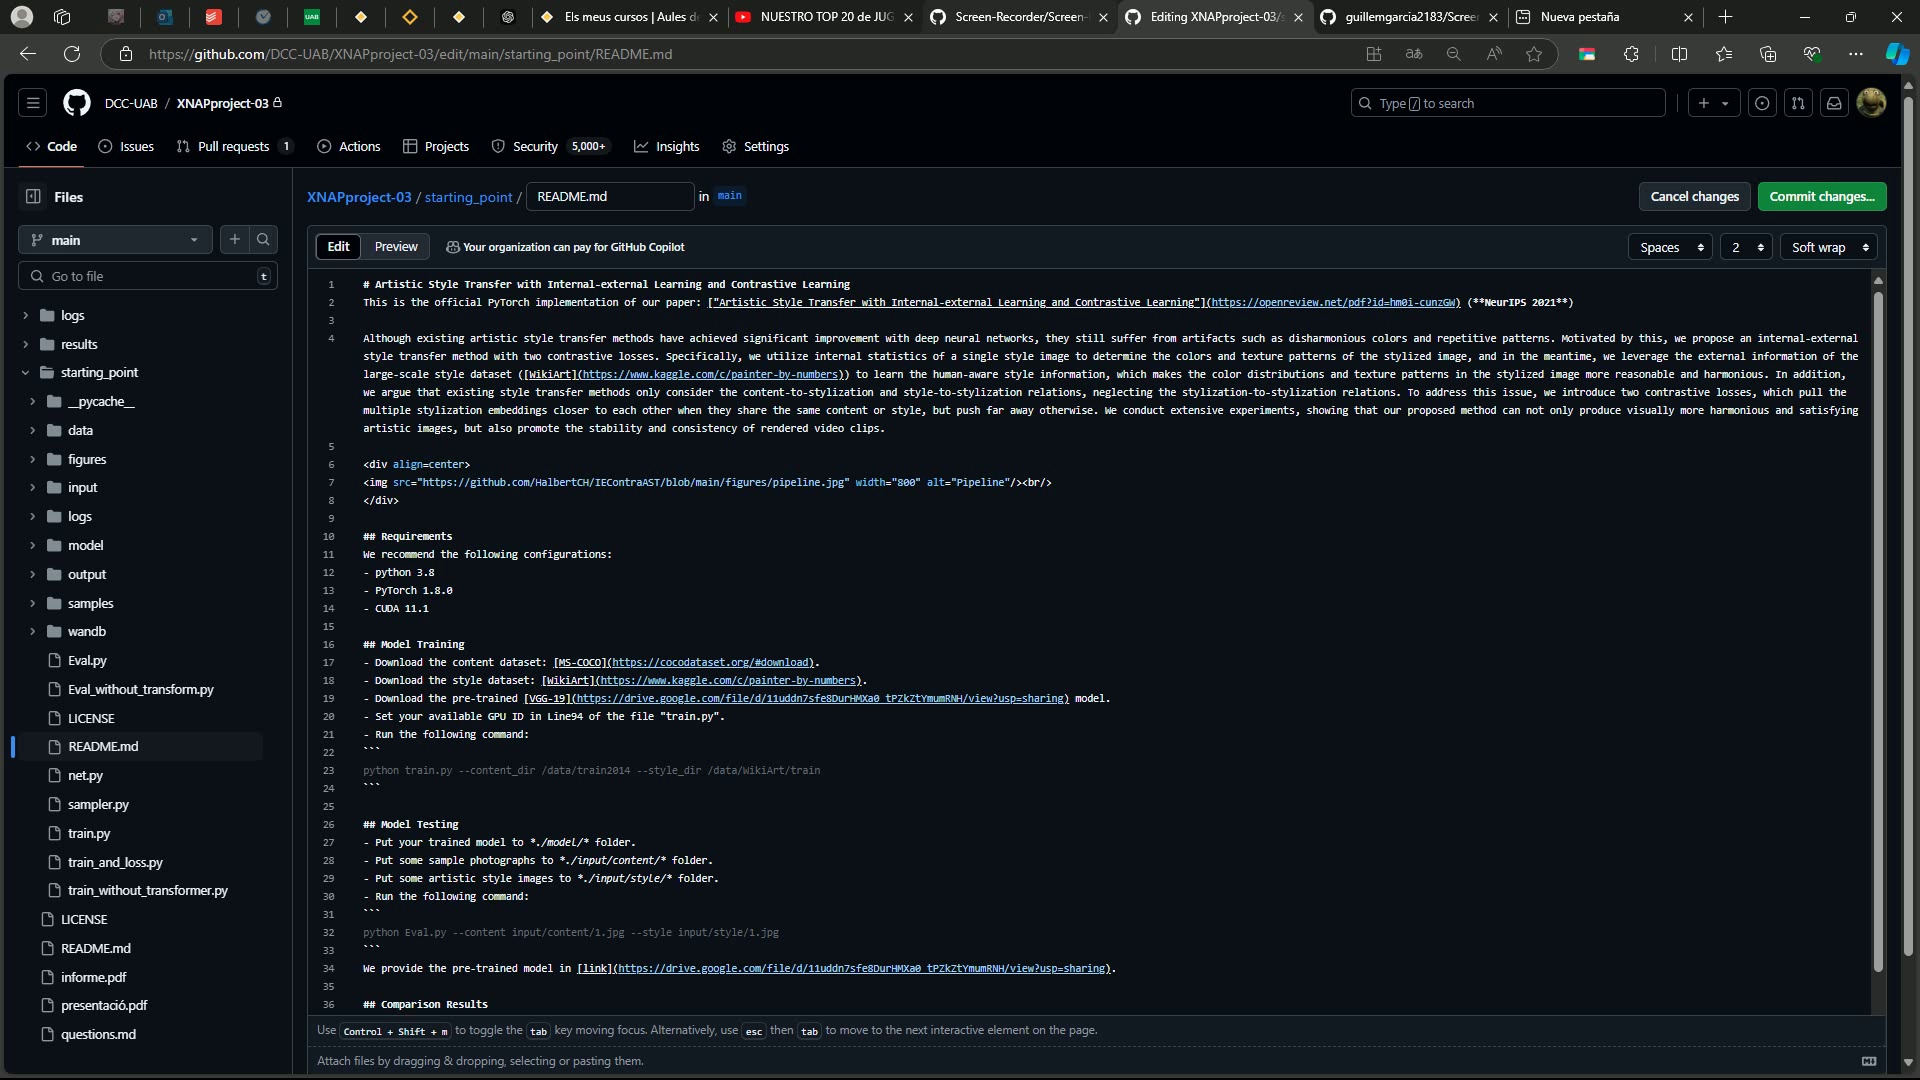 Els meus cursos | Aules d
NUESTRO TOP 20 de JUG
Screen-Recorder/Screen-
Editing XNAPproject-03/s
guillemgarcia2183/Screen
Nueva pestaña
https://github.com/DCC-UAB/XNAPproject-03/edit/main/starting_point/README.md
DCC-UAB / XNAPproject-03
Type / to search
Code
Issues
Pull requests 1
Actions
Projects
Security 5,000+
Insights
Settings
Files
main
Go to file t
logs
results
starting_point
__pycache__
data
figures
input
logs
model
output
samples
wandb
Eval.py
Eval_without_transform.py
LICENSE
README.md
net.py
sampler.py
train.py
train_and_loss.py
train_without_transformer.py
LICENSE
README.md
informe.pdf
presentació.pdf
questions.md
XNAPproject-03 / starting_point / README.md in main
Cancel changes
Commit changes...
Edit
Preview
Your organization can pay for GitHub Copilot
Spaces
2
Soft wrap
1 # Artistic Style Transfer with Internal-external Learning and Contrastive Learning
2 This is the official PyTorch implementation of our paper: ["Artistic Style Transfer with Internal-external Learning and Contrastive Learning"](https://openreview.net/pdf?id=hm0i-cunzGW) (**NeurIPS 2021**)
3
4 Although existing artistic style transfer methods have achieved significant improvement with deep neural networks, they still suffer from artifacts such as disharmonious colors and repetitive patterns. Motivated by this, we propose an internal-external
style transfer method with two contrastive losses. Specifically, we utilize internal statistics of a single style image to determine the colors and texture patterns of the stylized image, and in the meantime, we leverage the external information of the
large-scale style dataset ([WikiArt](https://www.kaggle.com/c/painter-by-numbers)) to learn the human-aware style information, which makes the color distributions and texture patterns in the stylized image more reasonable and harmonious. In addition,
we argue that existing style transfer methods only consider the content-to-stylization and style-to-stylization relations, neglecting the stylization-to-stylization relations. To address this issue, we introduce two contrastive losses, which pull the
multiple stylization embeddings closer to each other when they share the same content or style, but push far away otherwise. We conduct extensive experiments, showing that our proposed method can not only produce visually more harmonious and satisfying
artistic images, but also promote the stability and consistency of rendered video clips.
5
6 <div align=center>
7 <img src="https://github.com/HalbertCH/IEContraAST/blob/main/figures/pipeline.jpg" width="800" alt="Pipeline"/><br/>
8 </div>
9
10 ## Requirements
11 We recommend the following configurations:
12 - python 3.8
13 - PyTorch 1.8.0
14 - CUDA 11.1
15
16 ## Model Training
17 - Download the content dataset: [MS-COCO](https://cocodataset.org/#download).
18 - Download the style dataset: [WikiArt](https://www.kaggle.com/c/painter-by-numbers).
19 - Download the pre-trained [VGG-19](https://drive.google.com/file/d/11uddn7sfe8DurHMXa0_tPZkZtYmumRNH/view?usp=sharing) model.
20 - Set your available GPU ID in Line94 of the file "train.py".
21 - Run the following command:
22 ```
23 python train.py --content_dir /data/train2014 --style_dir /data/WikiArt/train
24 ```
25
26 ## Model Testing
27 - Put your trained model to *./model/* folder.
28 - Put some sample photographs to *./input/content/* folder.
29 - Put some artistic style images to *./input/style/* folder.
30 - Run the following command:
31 ```
32 python Eval.py --content input/content/1.jpg --style input/style/1.jpg
33 ```
34 We provide the pre-trained model in [link](https://drive.google.com/file/d/11uddn7sfe8DurHMXa0_tPZkZtYmumRNH/view?usp=sharing).
35
36 ## Comparison Results
Use Control + Shift + m to toggle the tab key moving focus. Alternatively, use esc then tab to move to the next interactive element on the page.
Attach files by dragging & dropping, selecting or pasting them.